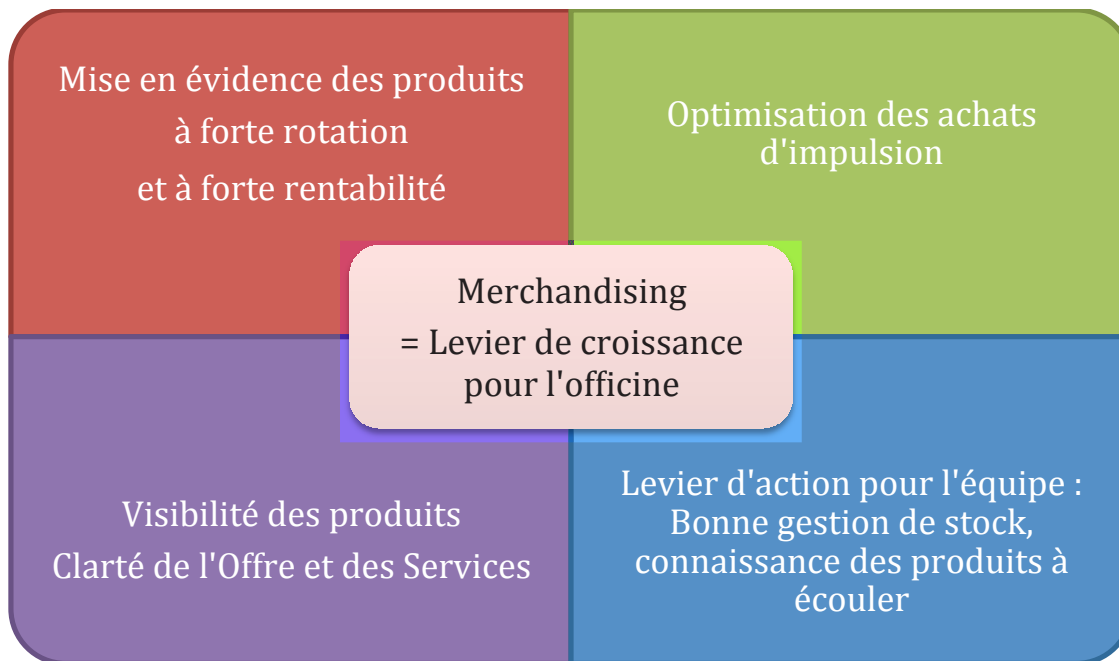 Mise en évidence des produits
à forte rotation
et à forte rentabilité
Optimisation des achats
d'impulsion
Merchandising
= Levier de croissance
pour l'officine
Visibilité des produits
Clarté de l'Offre et des Services
Levier d'action pour l'équipe :
Bonne gestion de stock,
connaissance des produits à
écouler